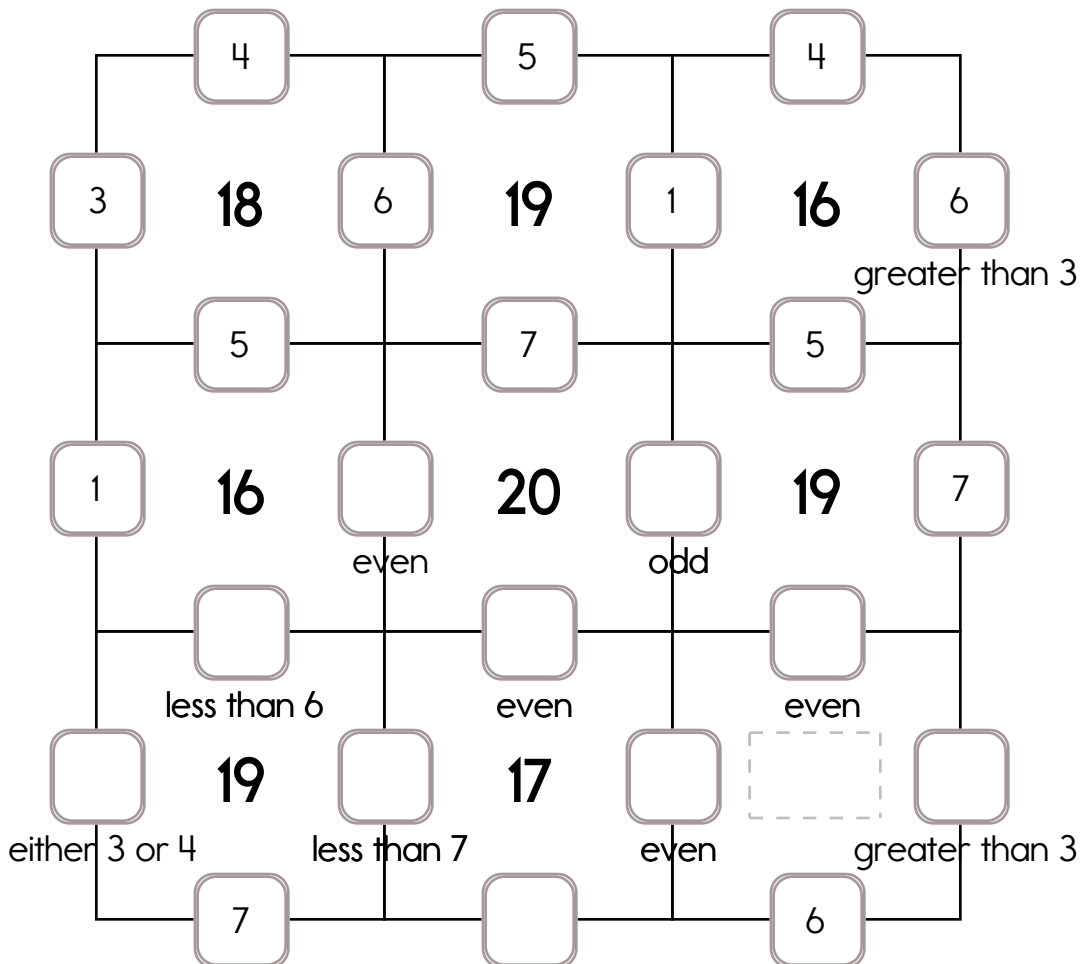 4 5 4
3 18 6 19 1 16 6
greater than 3
5 7 5
1 16 20 19 7
even odd
less than 6 even even
19 17
either 3 or 4 less than 7 even greater than 3
7 6